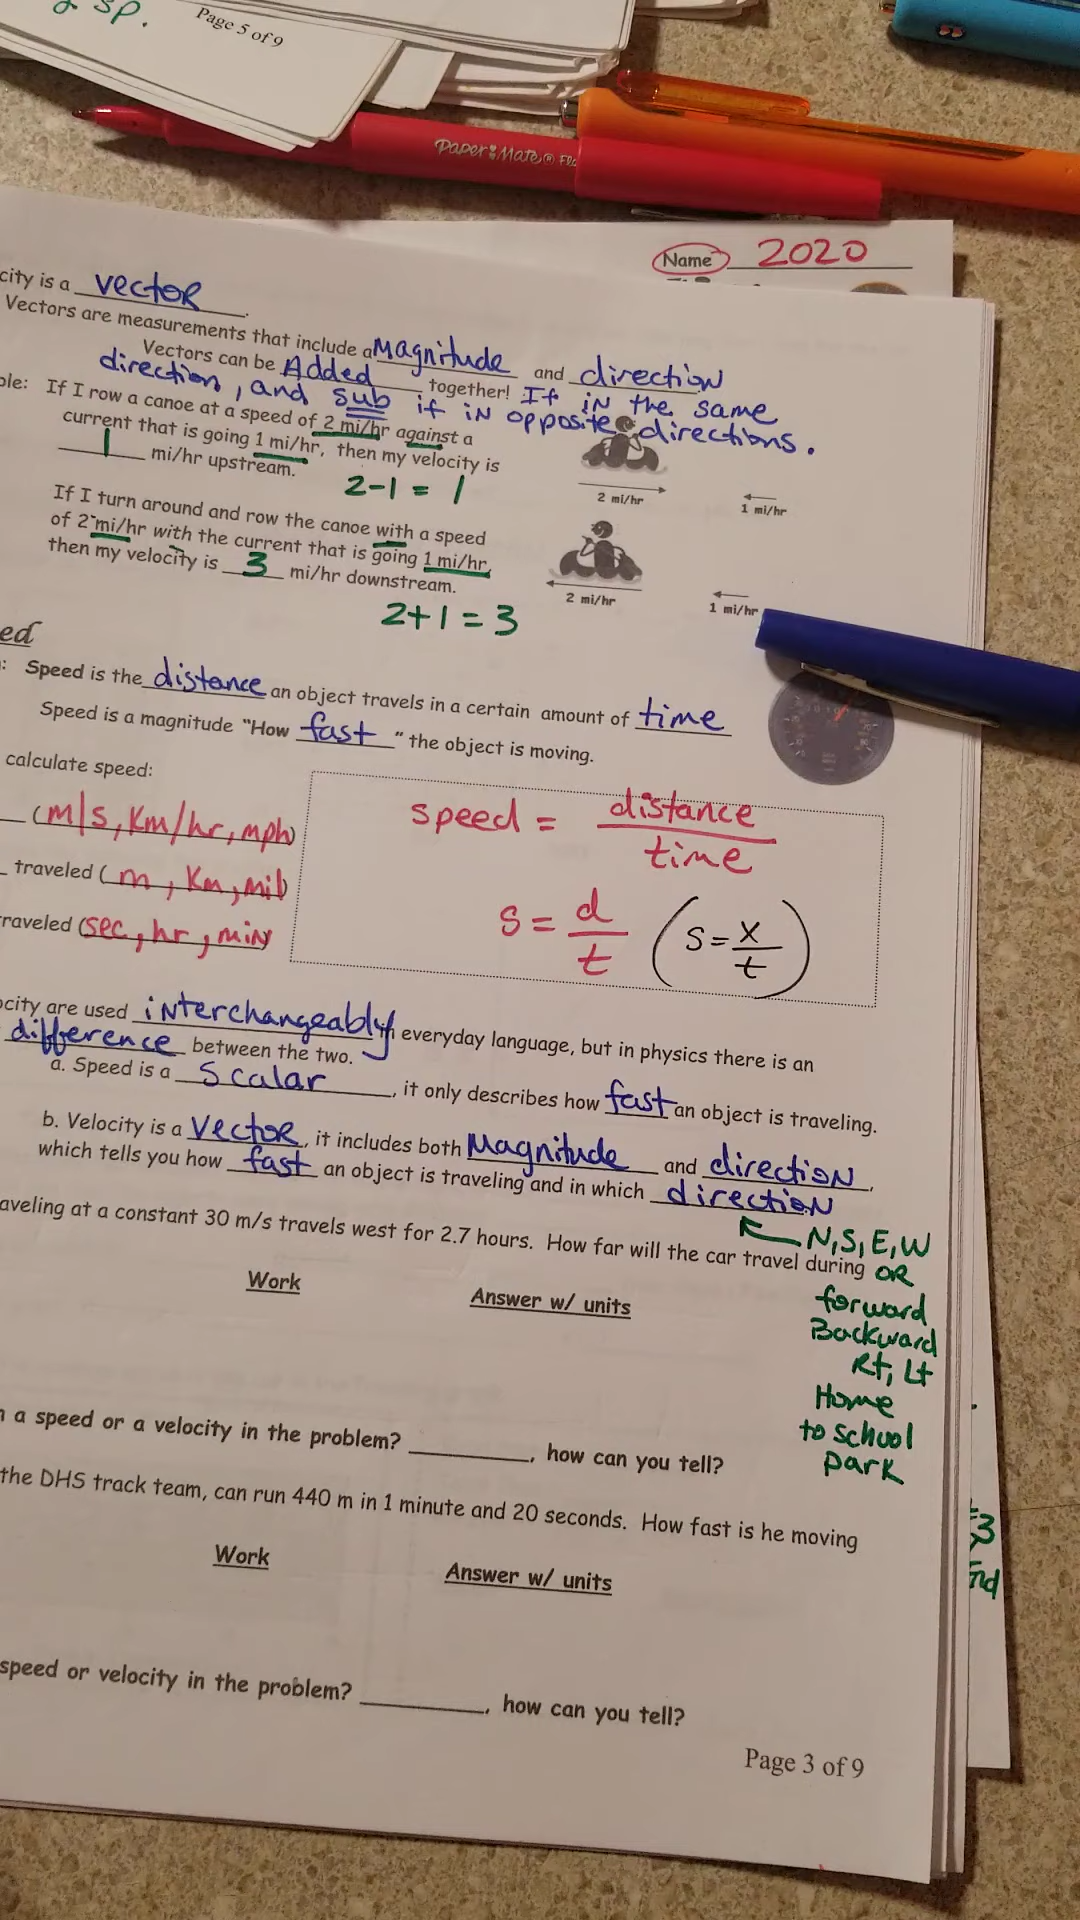 sp.
Page 5 of 9
Paper Mate
Name 2020
city is a vector.
Vectors are measurements that include a Magnitude and direction
Vectors can be Added together! If in the same
direction, and sub if in opposite directions.
ple: If I row a canoe at a speed of 2 mi/hr against a
current that is going 1 mi/hr, then my velocity is
1 mi/hr upstream.
2-1 = 1
2 mi/hr
1 mi/hr
If I turn around and row the canoe with a speed
of 2 mi/hr with the current that is going 1 mi/hr,
then my velocity is 3 mi/hr downstream.
2+1=3
2 mi/hr
1 mi/hr
ed
: Speed is the distance an object travels in a certain amount of time
Speed is a magnitude "How fast" the object is moving.
calculate speed:
(m/s, Km/hr, mph)
traveled (m, Km, mil)
raveled (sec, hr, min)
speed = distance
time
s = d
t
(s = x
t)
ocity are used interchangeably in everyday language, but in physics there is an
difference between the two.
a. Speed is a Scalar, it only describes how fast an object is traveling.
b. Velocity is a Vector, it includes both Magnitude and direction,
which tells you how fast an object is traveling and in which direction
N,S,E,W
OR
forward
Backward
Rt, Lt
Home
to school
park
aveling at a constant 30 m/s travels west for 2.7 hours. How far will the car travel during
Work
Answer w/ units
a speed or a velocity in the problem? ________, how can you tell?
the DHS track team, can run 440 m in 1 minute and 20 seconds. How fast is he moving
Work
Answer w/ units
speed or velocity in the problem? ________, how can you tell?
Page 3 of 9